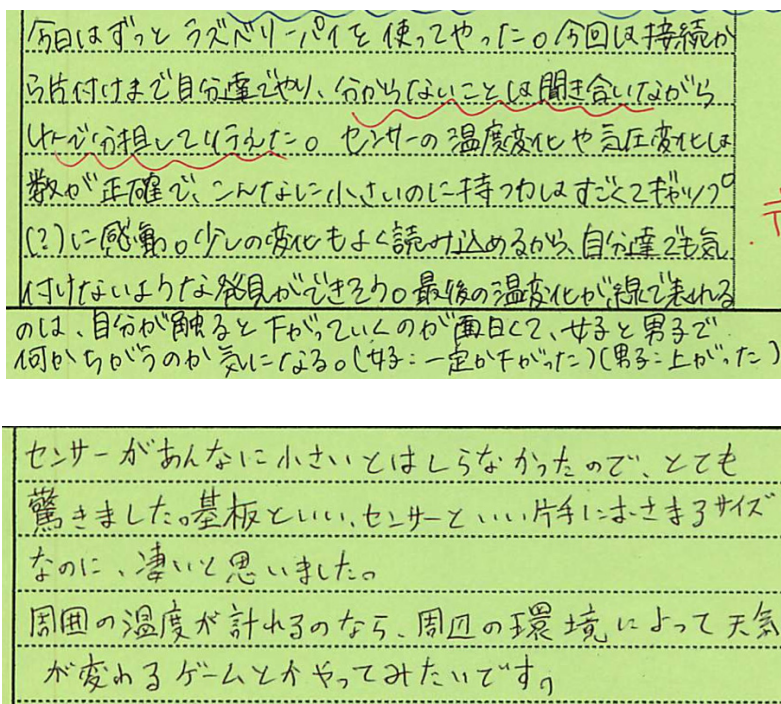 今日はずっとラズベリーパイを使ってやった。今回は接続か
ら片付けまで自分達でやり、分からないことは聞き合いながら
分担して行えた。センサーの温度変化や気圧変化は
数が正確で、こんなに小さいのに持つ力はすごくてギャップ
(?)に感動。少しの変化もよく読み込めるから、自分達でも気
付けないような発見ができそう。最後の温度変化が線で表れる
のは、自分が触ると下がっていくのが面白くて、女子と男子で
何かちがうのか気になる。(女子:一定か下がった)(男子:上がった)
センサーがあんなに小さいとはしらなかったので、とても
驚きました。基板といい、センサーといい片手におさまるサイズ
なのに、凄いと思いました。
周囲の温度が計れるのなら、周辺の環境によって天気
が変わるゲームとかやってみたいです。